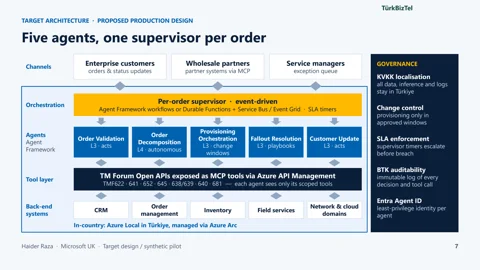 TürkBizTel
TARGET ARCHITECTURE · PROPOSED PRODUCTION DESIGN
Five agents, one supervisor per order
Channels
Enterprise customers
orders & status updates
Wholesale partners
partner systems via MCP
Service managers
exception queue
Orchestration
Per-order supervisor · event-driven
Agent Framework workflows or Durable Functions + Service Bus / Event Grid · SLA timers
Agents
Agent
Framework
Order Validation
L3 · acts
Order
Decomposition
L4 · autonomous
Provisioning
Orchestration
L3 · change
windows
Fallout Resolution
L3 · playbooks
Customer Update
L3 · acts
Tool layer
TM Forum Open APIs exposed as MCP tools via Azure API Management
TMF622 · 641 · 652 · 645 · 638/639 · 640 · 681 — each agent sees only its scoped tools
Back-end
systems
CRM
Order
management
Inventory
Field services
Network & cloud
domains
In-country: Azure Local in Türkiye, managed via Azure Arc
GOVERNANCE
KVKK localisation
all data, inference and logs
stay in Türkiye
Change control
provisioning only in
approved windows
SLA enforcement
supervisor timers escalate
before breach
BTK auditability
immutable log of every
decision and tool call
Entra Agent ID
least-privilege identity per
agent
Haider Raza · Microsoft UK · Target design / synthetic pilot
7